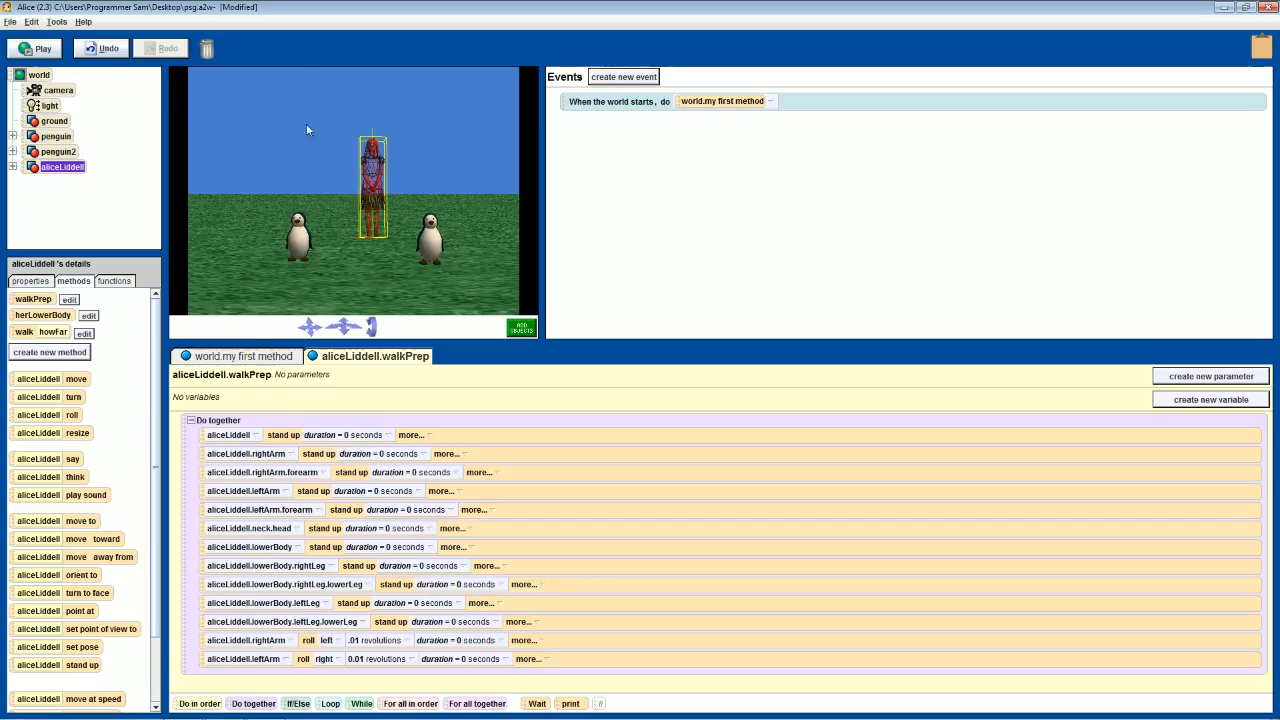 Alice (2.3) C:\Users\Programmer Sam\Desktop\psg.a2w- [Modified]
File Edit Tools Help
Play Undo Redo
world
camera
light
ground
penguin
penguin2
aliceLiddell
Events create new event
When the world starts, do world.my first method
ADD OBJECTS
aliceLiddell 's details
properties methods functions
walkPrep edit
herLowerBody edit
walk howFar edit
create new method
aliceLiddell move
aliceLiddell turn
aliceLiddell roll
aliceLiddell resize
aliceLiddell say
aliceLiddell think
aliceLiddell play sound
aliceLiddell move to
aliceLiddell move toward
aliceLiddell move away from
aliceLiddell orient to
aliceLiddell turn to face
aliceLiddell point at
aliceLiddell set point of view to
aliceLiddell set pose
aliceLiddell stand up
aliceLiddell move at speed
world.my first method aliceLiddell.walkPrep
aliceLiddell.walkPrep No parameters create new parameter
No variables create new variable
Do together
aliceLiddell stand up duration = 0 seconds more...
aliceLiddell.rightArm stand up duration = 0 seconds more...
aliceLiddell.rightArm.forearm stand up duration = 0 seconds more...
aliceLiddell.leftArm stand up duration = 0 seconds more...
aliceLiddell.leftArm.forearm stand up duration = 0 seconds more...
aliceLiddell.neck.head stand up duration = 0 seconds more...
aliceLiddell.lowerBody stand up duration = 0 seconds more...
aliceLiddell.lowerBody.rightLeg stand up duration = 0 seconds more...
aliceLiddell.lowerBody.rightLeg.lowerLeg stand up duration = 0 seconds more...
aliceLiddell.lowerBody.leftLeg stand up duration = 0 seconds more...
aliceLiddell.lowerBody.leftLeg.lowerLeg stand up duration = 0 seconds more...
aliceLiddell.rightArm roll left .01 revolutions duration = 0 seconds more...
aliceLiddell.leftArm roll right 0.01 revolutions duration = 0 seconds more...
Do in order Do together If/Else Loop While For all in order For all together Wait print //